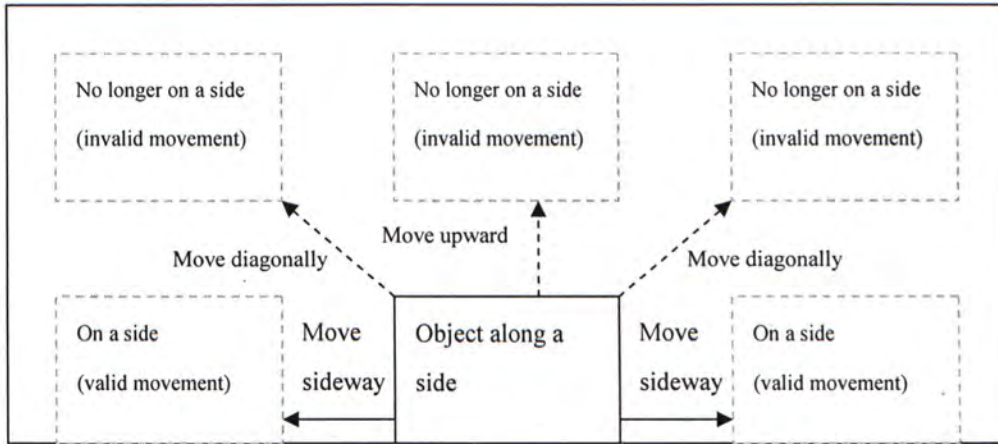 No longer on a side
(invalid movement)
No longer on a side
(invalid movement)
No longer on a side
(invalid movement)
Move upward
Move diagonally
Move diagonally
On a side
(valid movement)
Move
sideway
Object along a
side
Move
sideway
On a side
(valid movement)